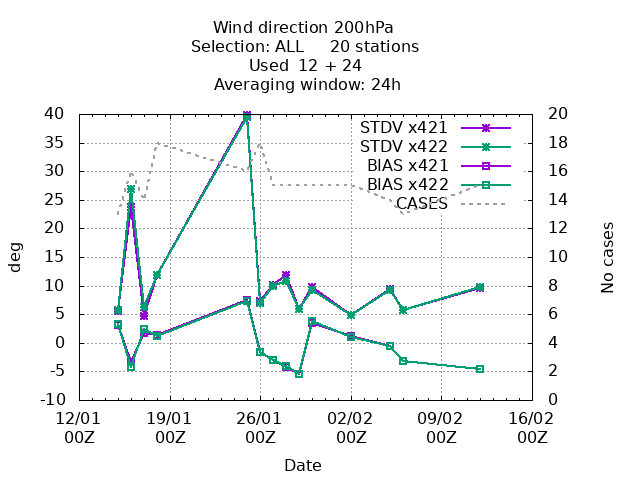 Wind direction 200hPa
Selection: ALL 20 stations
Used 12 + 24
Averaging window: 24h
40
35
30
25
20
15
10
5
0
-5
-10
deg
20
18
16
14
12
10
8
6
4
2
0
No cases
STDV x421
STDV x422
BIAS x421
BIAS x422
CASES
12/01 19/01 26/01 02/02 09/02 16/02
00Z 00Z 00Z 00Z 00Z 00Z
Date